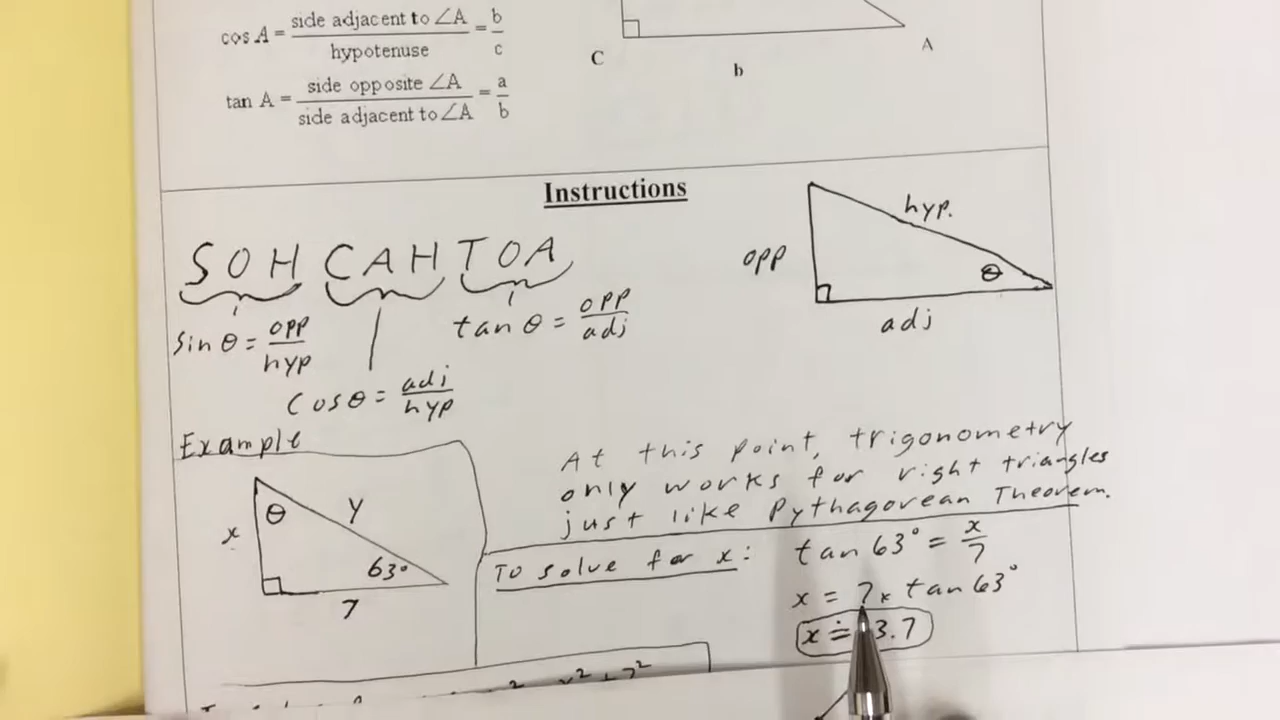 cos A = side adjacent to ∠A / hypotenuse = b / c
tan A = side opposite ∠A / side adjacent to ∠A = a / b
C
b
A
Instructions
SOH CAH TOA
sin θ = opp / hyp
cos θ = adj / hyp
tan θ = opp / adj
opp
hyp.
θ
adj
Example
θ
x
y
63°
7
At this point, trigonometry
only works for right triangles
just like Pythagorean Theorem.
To solve for x:
tan 63° = x / 7
x = 7 × tan 63°
x ≐ 3.7